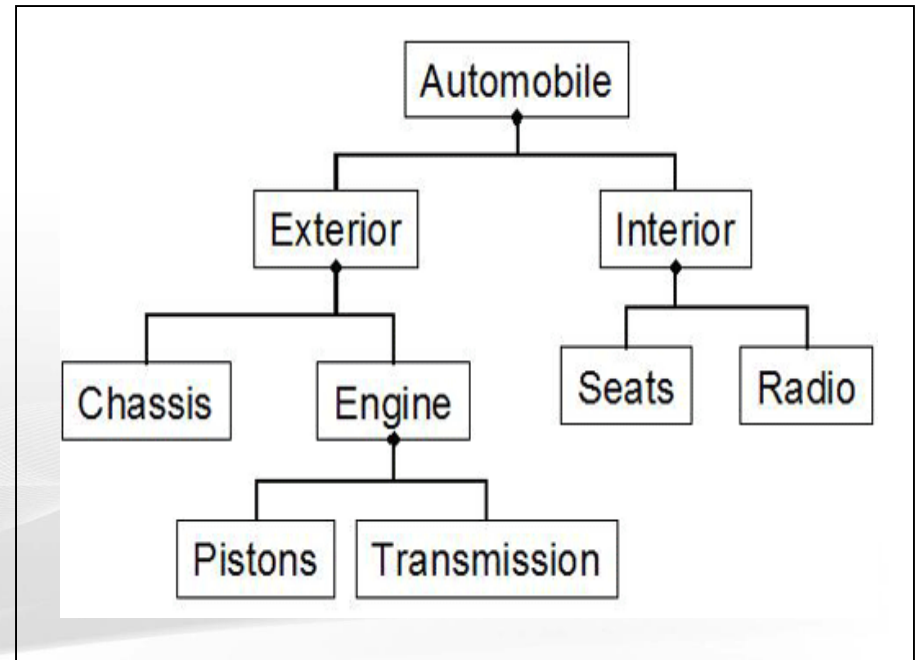 Automobile
Exterior Interior
Chassis Engine Seats Radio
Pistons Transmission